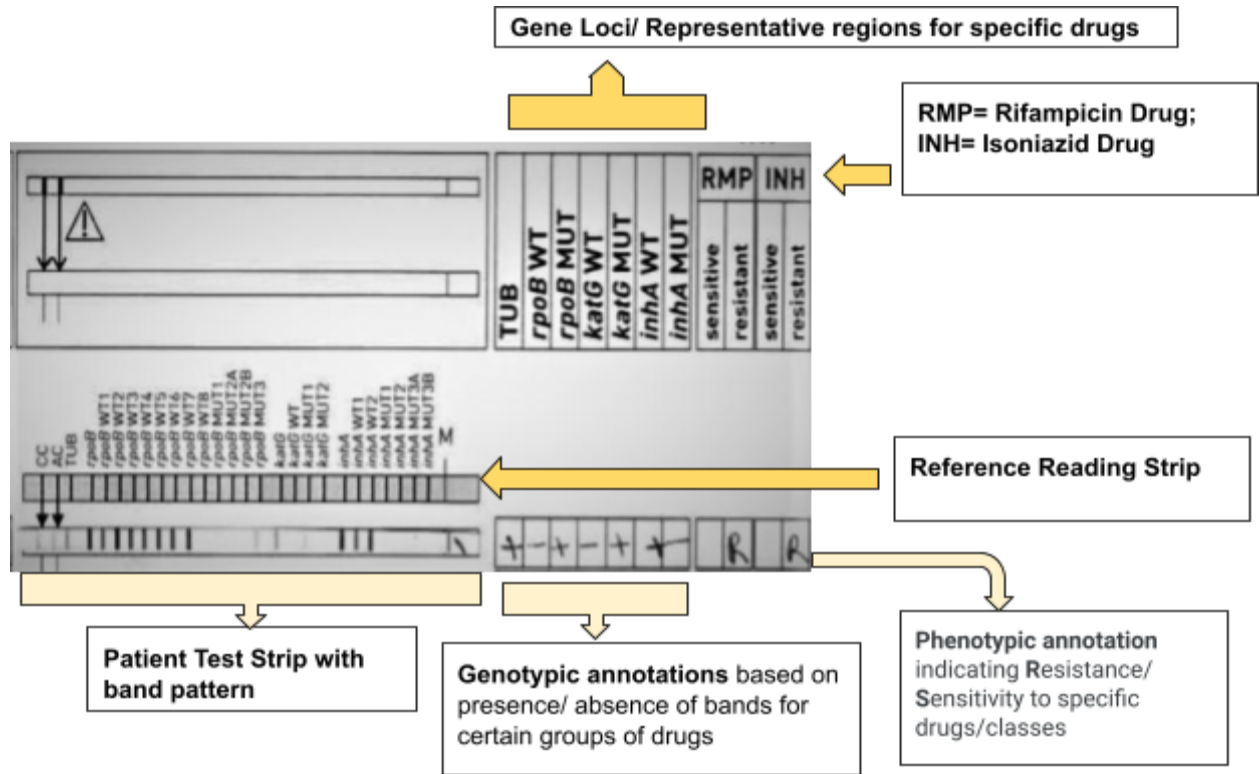 Gene Loci/ Representative regions for specific drugs
RMP= Rifampicin Drug;
INH= Isoniazid Drug
TUB
rpoB WT
rpoB MUT
katG WT
katG MUT
inhA WT
inhA MUT
RMP INH
sensitive
resistant
sensitive
resistant
CC
AC
TUB
rpoB
rpoB WT1
rpoB WT2
rpoB WT3
rpoB WT4
rpoB WT5
rpoB WT6
rpoB WT7
rpoB WT8
rpoB MUT1
rpoB MUT2A
rpoB MUT2B
rpoB MUT3
katG
katG WT
katG MUT1
katG MUT2
inhA
inhA WT1
inhA WT2
inhA MUT1
inhA MUT2
inhA MUT3A
inhA MUT3B
M
Reference Reading Strip
+ - + - + + - R R
Patient Test Strip with
band pattern
Genotypic annotations based on
presence/ absence of bands for
certain groups of drugs
Phenotypic annotation
indicating Resistance/
Sensitivity to specific
drugs/classes